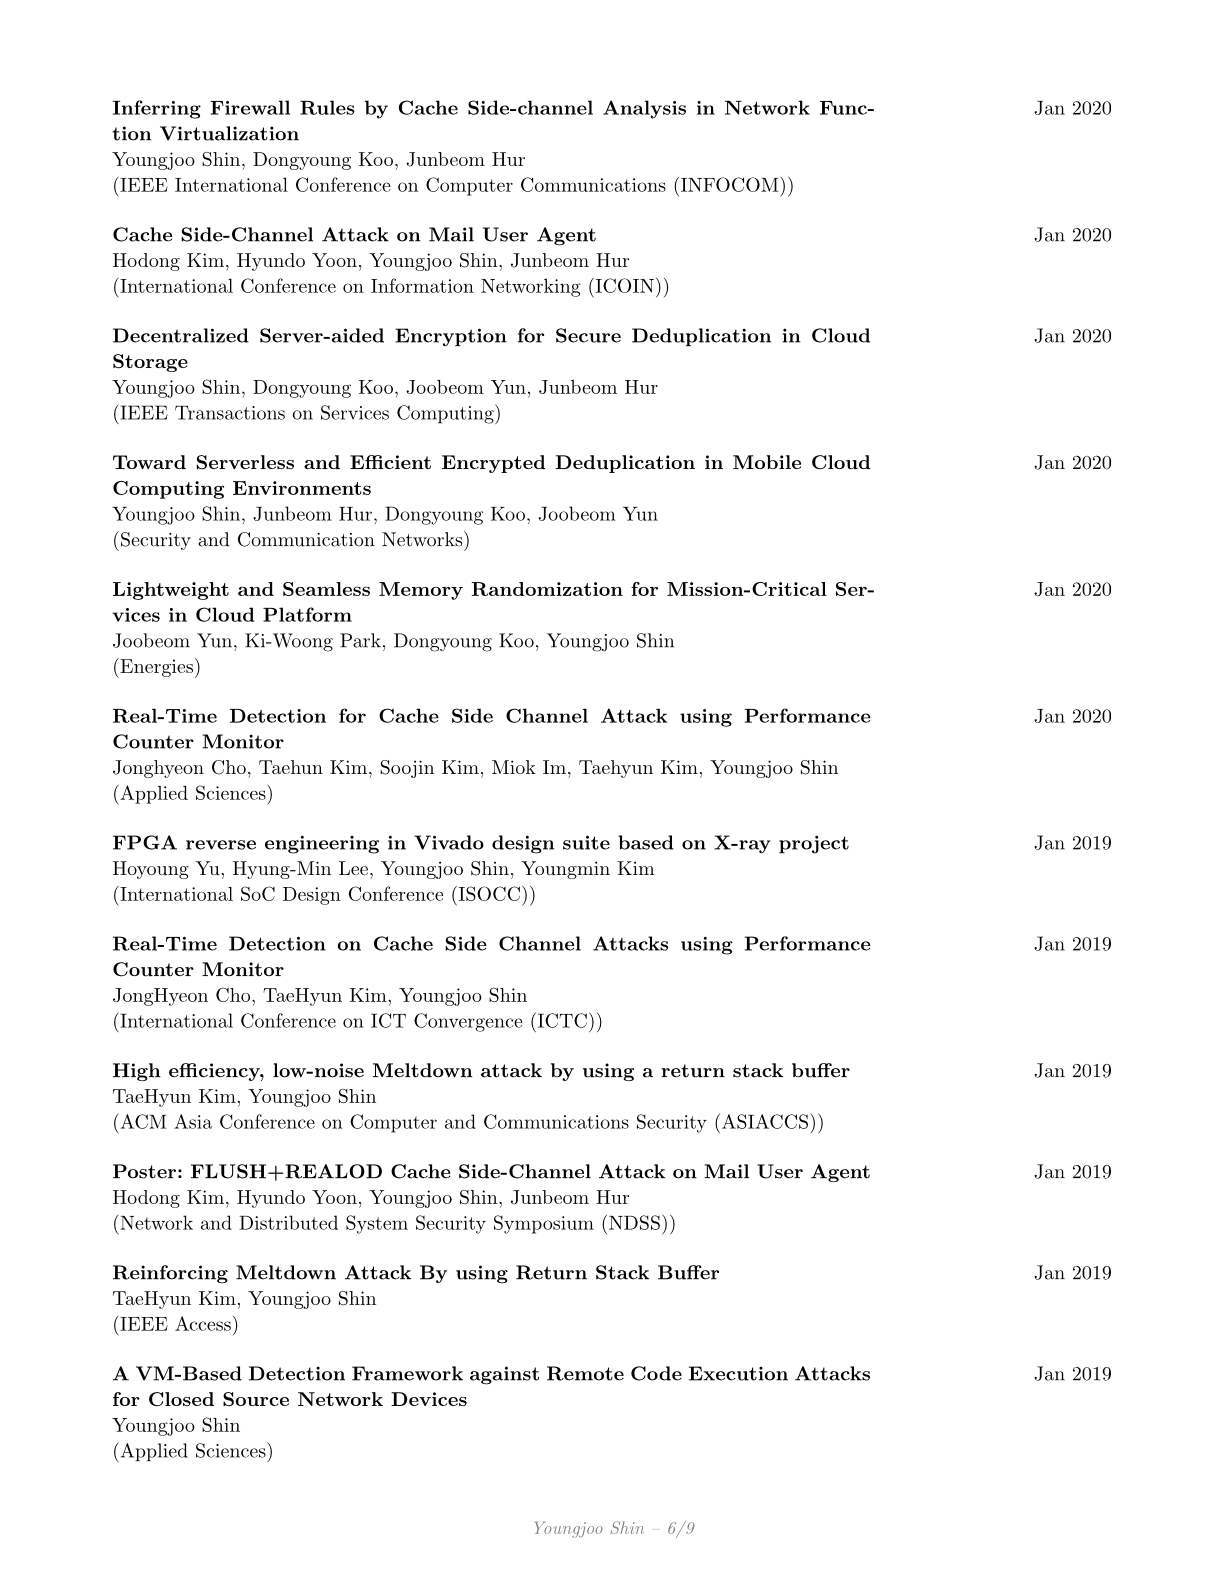 Inferring Firewall Rules by Cache Side-channel Analysis in Network Func- Jan 2020
tion Virtualization
Youngjoo Shin, Dongyoung Koo, Junbeom Hur
(IEEE International Conference on Computer Communications (INFOCOM))
Cache Side-Channel Attack on Mail User Agent Jan 2020
Hodong Kim, Hyundo Yoon, Youngjoo Shin, Junbeom Hur
(International Conference on Information Networking (ICOIN))
Decentralized Server-aided Encryption for Secure Deduplication in Cloud Jan 2020
Storage
Youngjoo Shin, Dongyoung Koo, Joobeom Yun, Junbeom Hur
(IEEE Transactions on Services Computing)
Toward Serverless and Efficient Encrypted Deduplication in Mobile Cloud Jan 2020
Computing Environments
Youngjoo Shin, Junbeom Hur, Dongyoung Koo, Joobeom Yun
(Security and Communication Networks)
Lightweight and Seamless Memory Randomization for Mission-Critical Ser- Jan 2020
vices in Cloud Platform
Joobeom Yun, Ki-Woong Park, Dongyoung Koo, Youngjoo Shin
(Energies)
Real-Time Detection for Cache Side Channel Attack using Performance Jan 2020
Counter Monitor
Jonghyeon Cho, Taehun Kim, Soojin Kim, Miok Im, Taehyun Kim, Youngjoo Shin
(Applied Sciences)
FPGA reverse engineering in Vivado design suite based on X-ray project Jan 2019
Hoyoung Yu, Hyung-Min Lee, Youngjoo Shin, Youngmin Kim
(International SoC Design Conference (ISOCC))
Real-Time Detection on Cache Side Channel Attacks using Performance Jan 2019
Counter Monitor
JongHyeon Cho, TaeHyun Kim, Youngjoo Shin
(International Conference on ICT Convergence (ICTC))
High efficiency, low-noise Meltdown attack by using a return stack buffer Jan 2019
TaeHyun Kim, Youngjoo Shin
(ACM Asia Conference on Computer and Communications Security (ASIACCS))
Poster: FLUSH+REALOD Cache Side-Channel Attack on Mail User Agent Jan 2019
Hodong Kim, Hyundo Yoon, Youngjoo Shin, Junbeom Hur
(Network and Distributed System Security Symposium (NDSS))
Reinforcing Meltdown Attack By using Return Stack Buffer Jan 2019
TaeHyun Kim, Youngjoo Shin
(IEEE Access)
A VM-Based Detection Framework against Remote Code Execution Attacks Jan 2019
for Closed Source Network Devices
Youngjoo Shin
(Applied Sciences)
Youngjoo Shin – 6/9